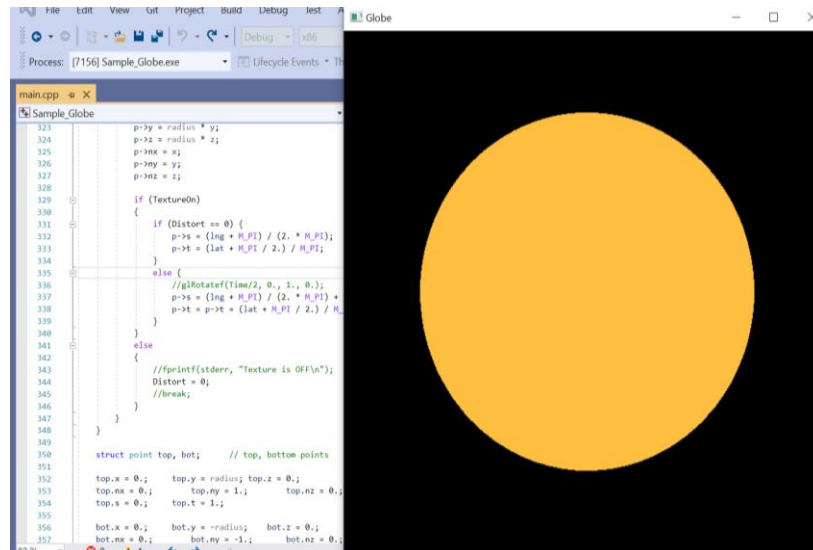 File Edit View Git Project Build Debug Test A
Debug x86
Process: [7156] Sample_Globe.exe Lifecycle Events Th
main.cpp
Sample_Globe
323 p->y = radius * y;
324 p->z = radius * z;
325 p->nx = x;
326 p->ny = y;
327 p->nz = z;
328
329 if (TextureOn)
330 {
331 if (Distort == 0) {
332 p->s = (lng + M_PI) / (2. * M_PI);
333 p->t = (lat + M_PI / 2.) / M_PI;
334 }
335 else {
336 //glRotatef(Time/2, 0., 1., 0.);
337 p->s = (lng + M_PI) / (2. * M_PI) +
338 p->t = p->t = (lat + M_PI / 2.) / M_
339 }
340 }
341 else
342 {
343 //fprintf(stderr, "Texture is OFF\n");
344 Distort = 0;
345 //break;
346 }
347 }
348 }
349
350 struct point top, bot; // top, bottom points
351
352 top.x = 0.; top.y = radius; top.z = 0.;
353 top.nx = 0.; top.ny = 1.; top.nz = 0.;
354 top.s = 0.; top.t = 1.;
355
356 bot.x = 0.; bot.y = -radius; bot.z = 0.;
357 bot.nx = 0.; bot.ny = -1.; bot.nz = 0.;
Globe